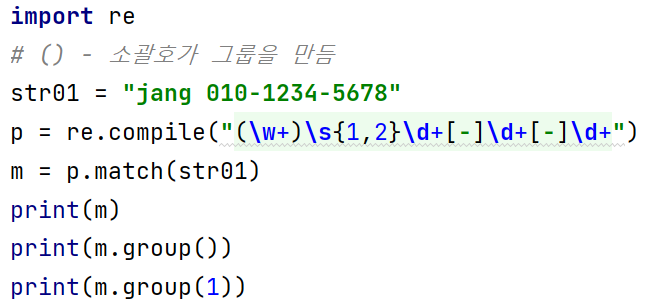 import re
# () - 소괄호가 그룹을 만듬
str01 = "jang 010-1234-5678"
p = re.compile("(\w+)\s{1,2}\d+[-]\d+[-]\d+")
m = p.match(str01)
print(m)
print(m.group())
print(m.group(1))